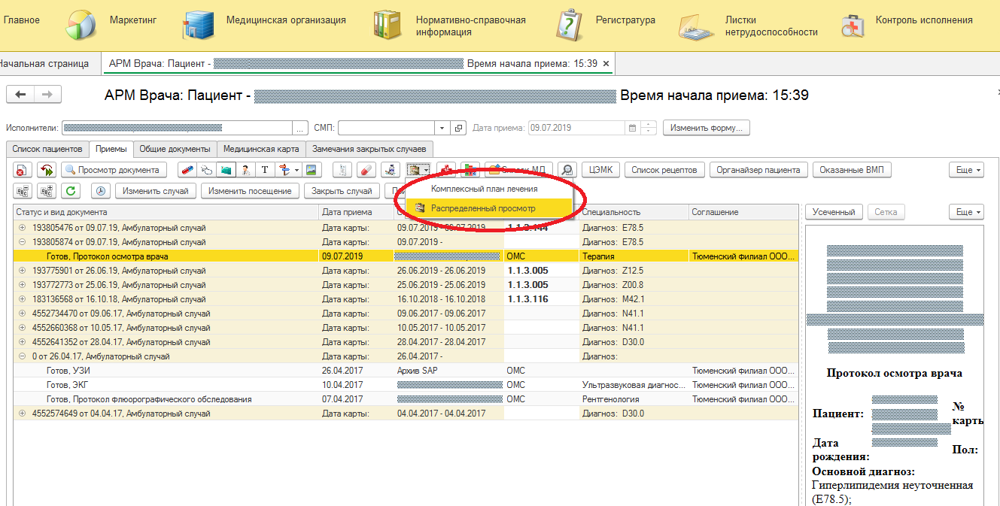 Главное
Маркетинг
Медицинская организация
Нормативно-справочная
информация
Регистратура
Листки
нетрудоспособности
Контроль исполнения
Начальная страница
АРМ Врача: Пациент - Время начала приема: 15:39 ×
АРМ Врача: Пациент - Время начала приема: 15:39
Исполнители: ... СМП: Дата приема: 09.07.2019 Изменить форму...
Список пациентов Приемы Общие документы Медицинская карта Замечания закрытых случаев
Просмотр документа T МД ЦЭМК Список рецептов Органайзер пациента Оказанные ВМП Еще
Изменить случай Изменить посещение Закрыть случай
Комплексный план лечения
Распределенный просмотр
Статус и вид документа Дата приема Специальность Соглашение
Усеченный Сетка Еще
193805476 от 09.07.19, Амбулаторный случай Дата карты: 09.07.2019 - 09.07.2019 1.1.3.144 Диагноз: E78.5
193805874 от 09.07.19, Амбулаторный случай Дата карты: 09.07.2019 - Диагноз: E78.5
Готов, Протокол осмотра врача 09.07.2019 ОМС Терапия Тюменский филиал ООО...
193775901 от 26.06.19, Амбулаторный случай Дата карты: 26.06.2019 - 26.06.2019 1.1.3.005 Диагноз: Z12.5
193772773 от 25.06.19, Амбулаторный случай Дата карты: 25.06.2019 - 25.06.2019 1.1.3.005 Диагноз: Z00.8
183136568 от 16.10.18, Амбулаторный случай Дата карты: 16.10.2018 - 16.10.2018 1.1.3.116 Диагноз: M42.1
4552734470 от 09.06.17, Амбулаторный случай Дата карты: 09.06.2017 - 09.06.2017 Диагноз: N41.1
4552660368 от 10.05.17, Амбулаторный случай Дата карты: 10.05.2017 - 10.05.2017 Диагноз: N41.1
4552641352 от 28.04.17, Амбулаторный случай Дата карты: 28.04.2017 - 28.04.2017 Диагноз: D30.0
0 от 26.04.17, Амбулаторный случай Дата карты: 26.04.2017 - Диагноз:
Готов, УЗИ 26.04.2017 Архив SAP ОМС Тюменский филиал ООО...
Готов, ЭКГ 10.04.2017 ОМС Ультразвуковая диагнос... Тюменский филиал ООО...
Готов, Протокол флюорографического обследования 07.04.2017 ОМС Рентгенология Тюменский филиал ООО...
4552574649 от 04.04.17, Амбулаторный случай Дата карты: 04.04.2017 - 04.04.2017 Диагноз: D30.0
Протокол осмотра врача
Пациент:
№
карты
Дата
рождения:
Пол:
Основной диагноз:
Гиперлипидемия неуточненная
(E78.5);